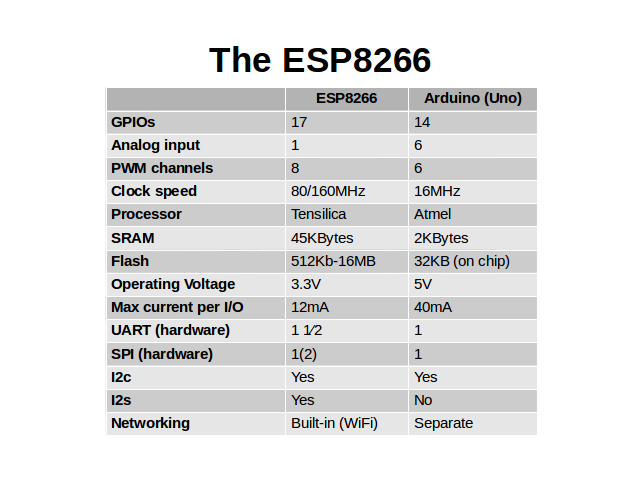 The ESP8266
ESP8266 Arduino (Uno)
GPIOs 17 14
Analog input 1 6
PWM channels 8 6
Clock speed 80/160MHz 16MHz
Processor Tensilica Atmel
SRAM 45KBytes 2KBytes
Flash 512Kb-16MB 32KB (on chip)
Operating Voltage 3.3V 5V
Max current per I/O 12mA 40mA
UART (hardware) 1 1⁄2 1
SPI (hardware) 1(2) 1
I2c Yes Yes
I2s Yes No
Networking Built-in (WiFi) Separate